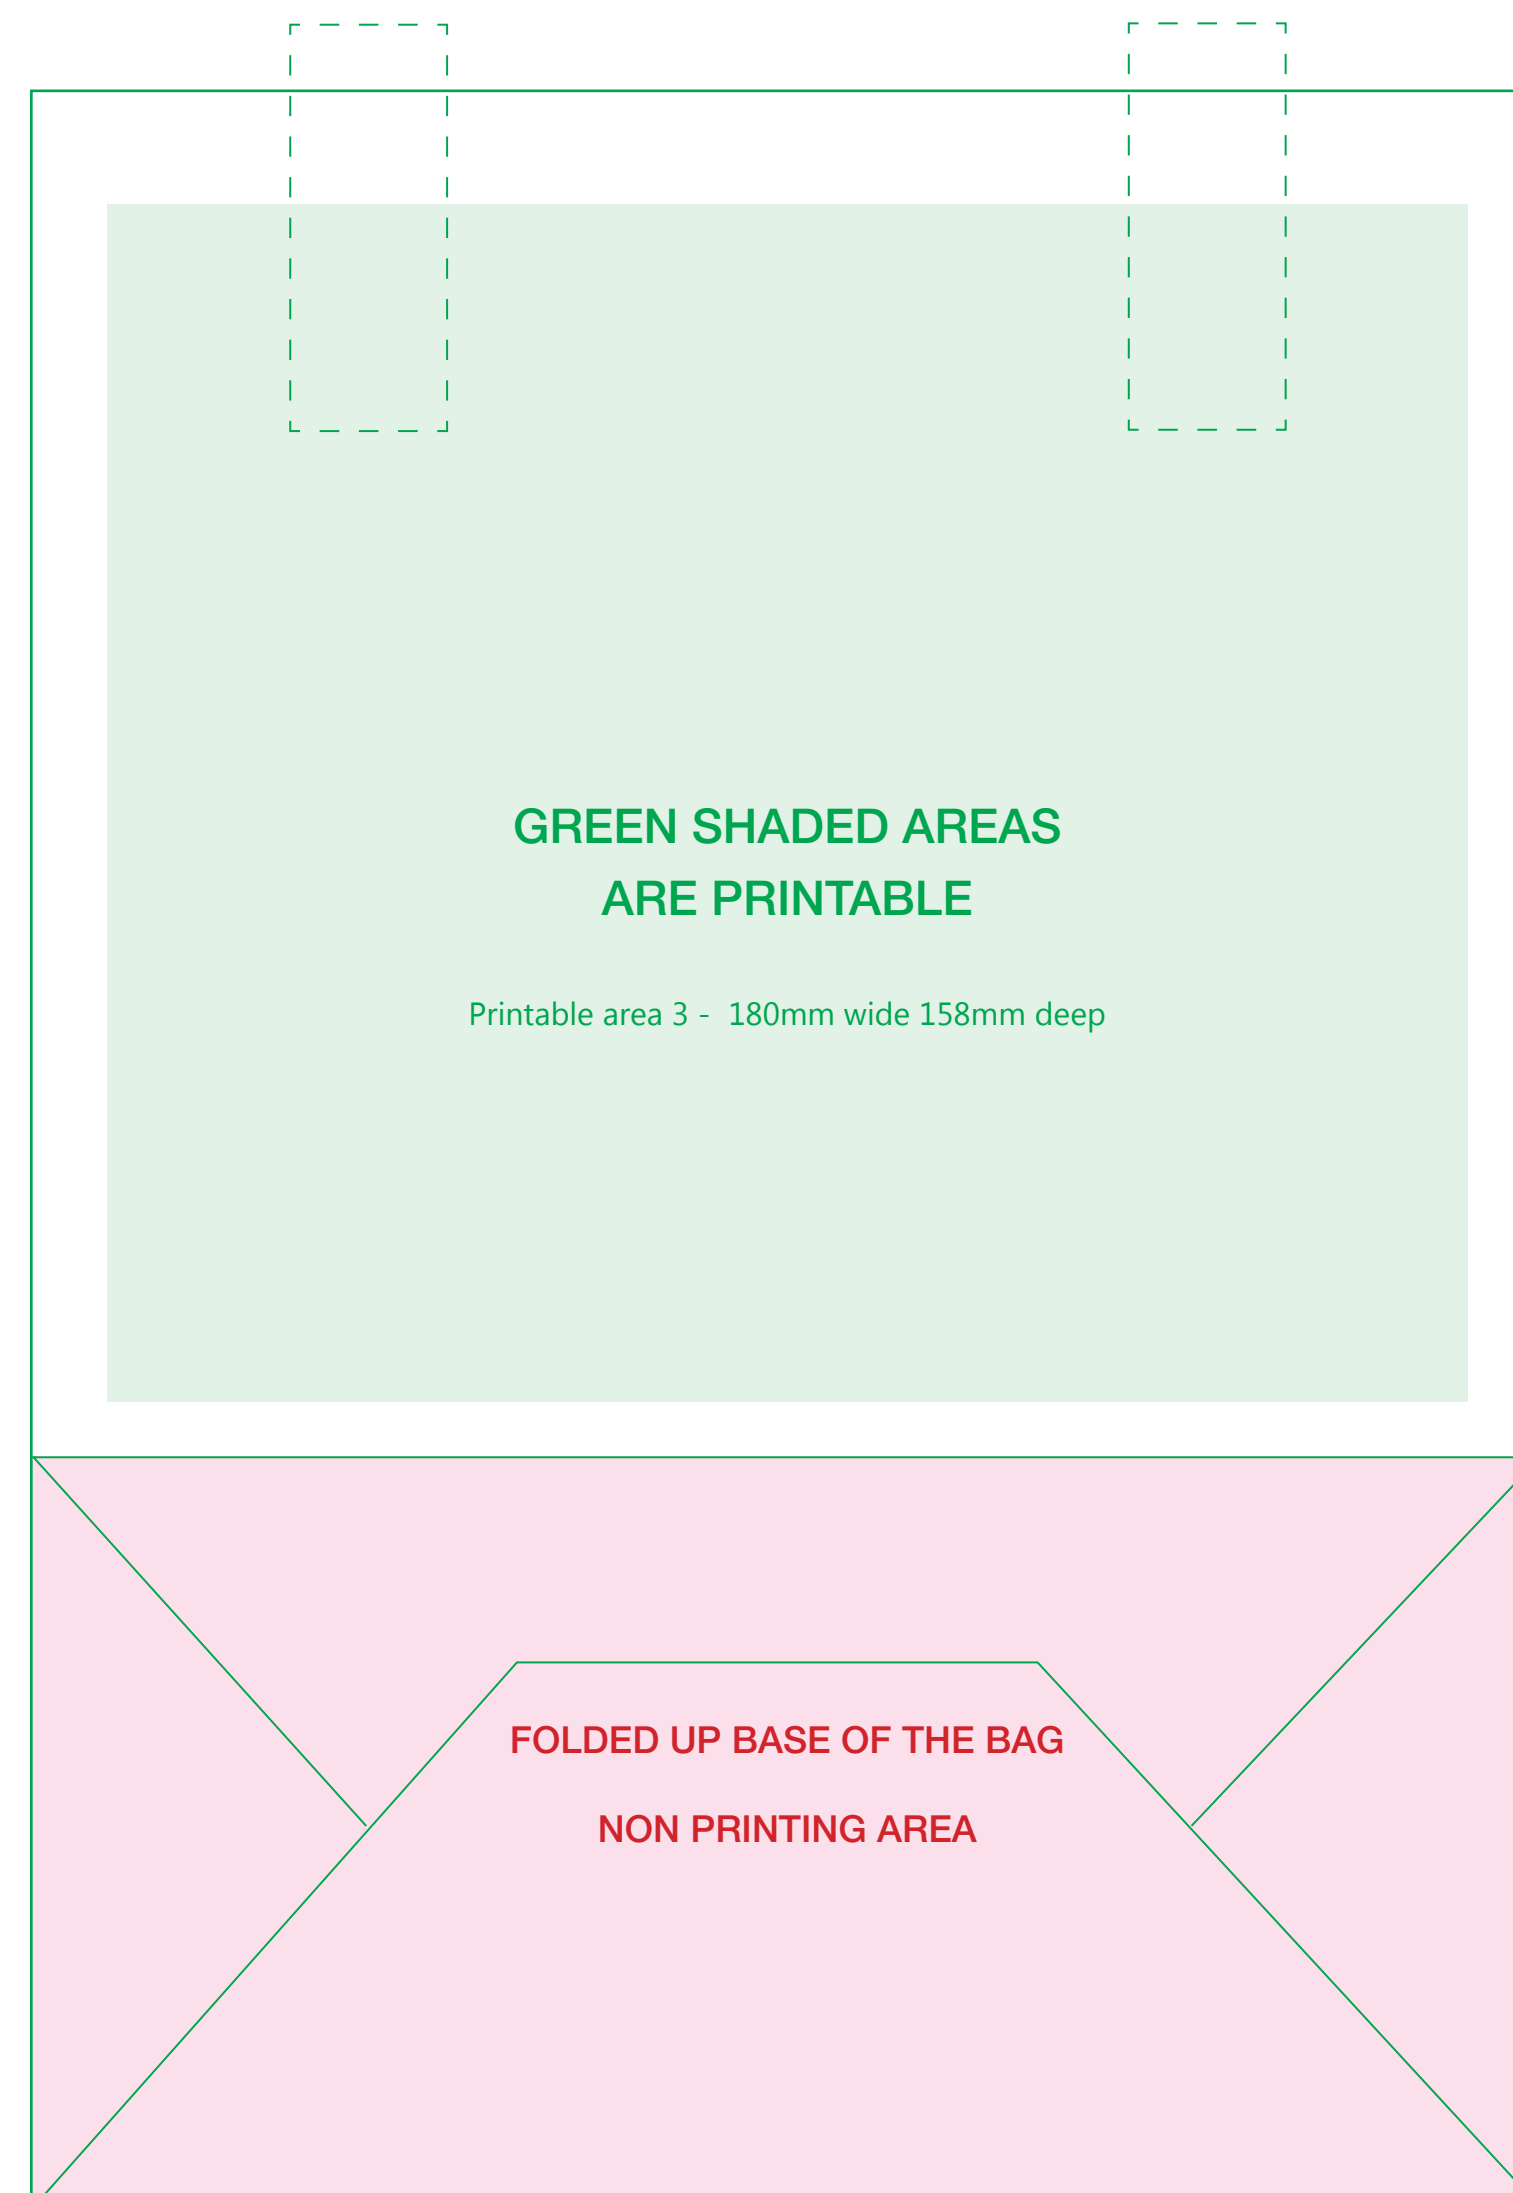 GREEN SHADED AREAS
ARE PRINTABLE
Printable area 3 -  180mm wide 158mm deep
FOLDED UP BASE OF THE BAG
NON PRINTING AREA